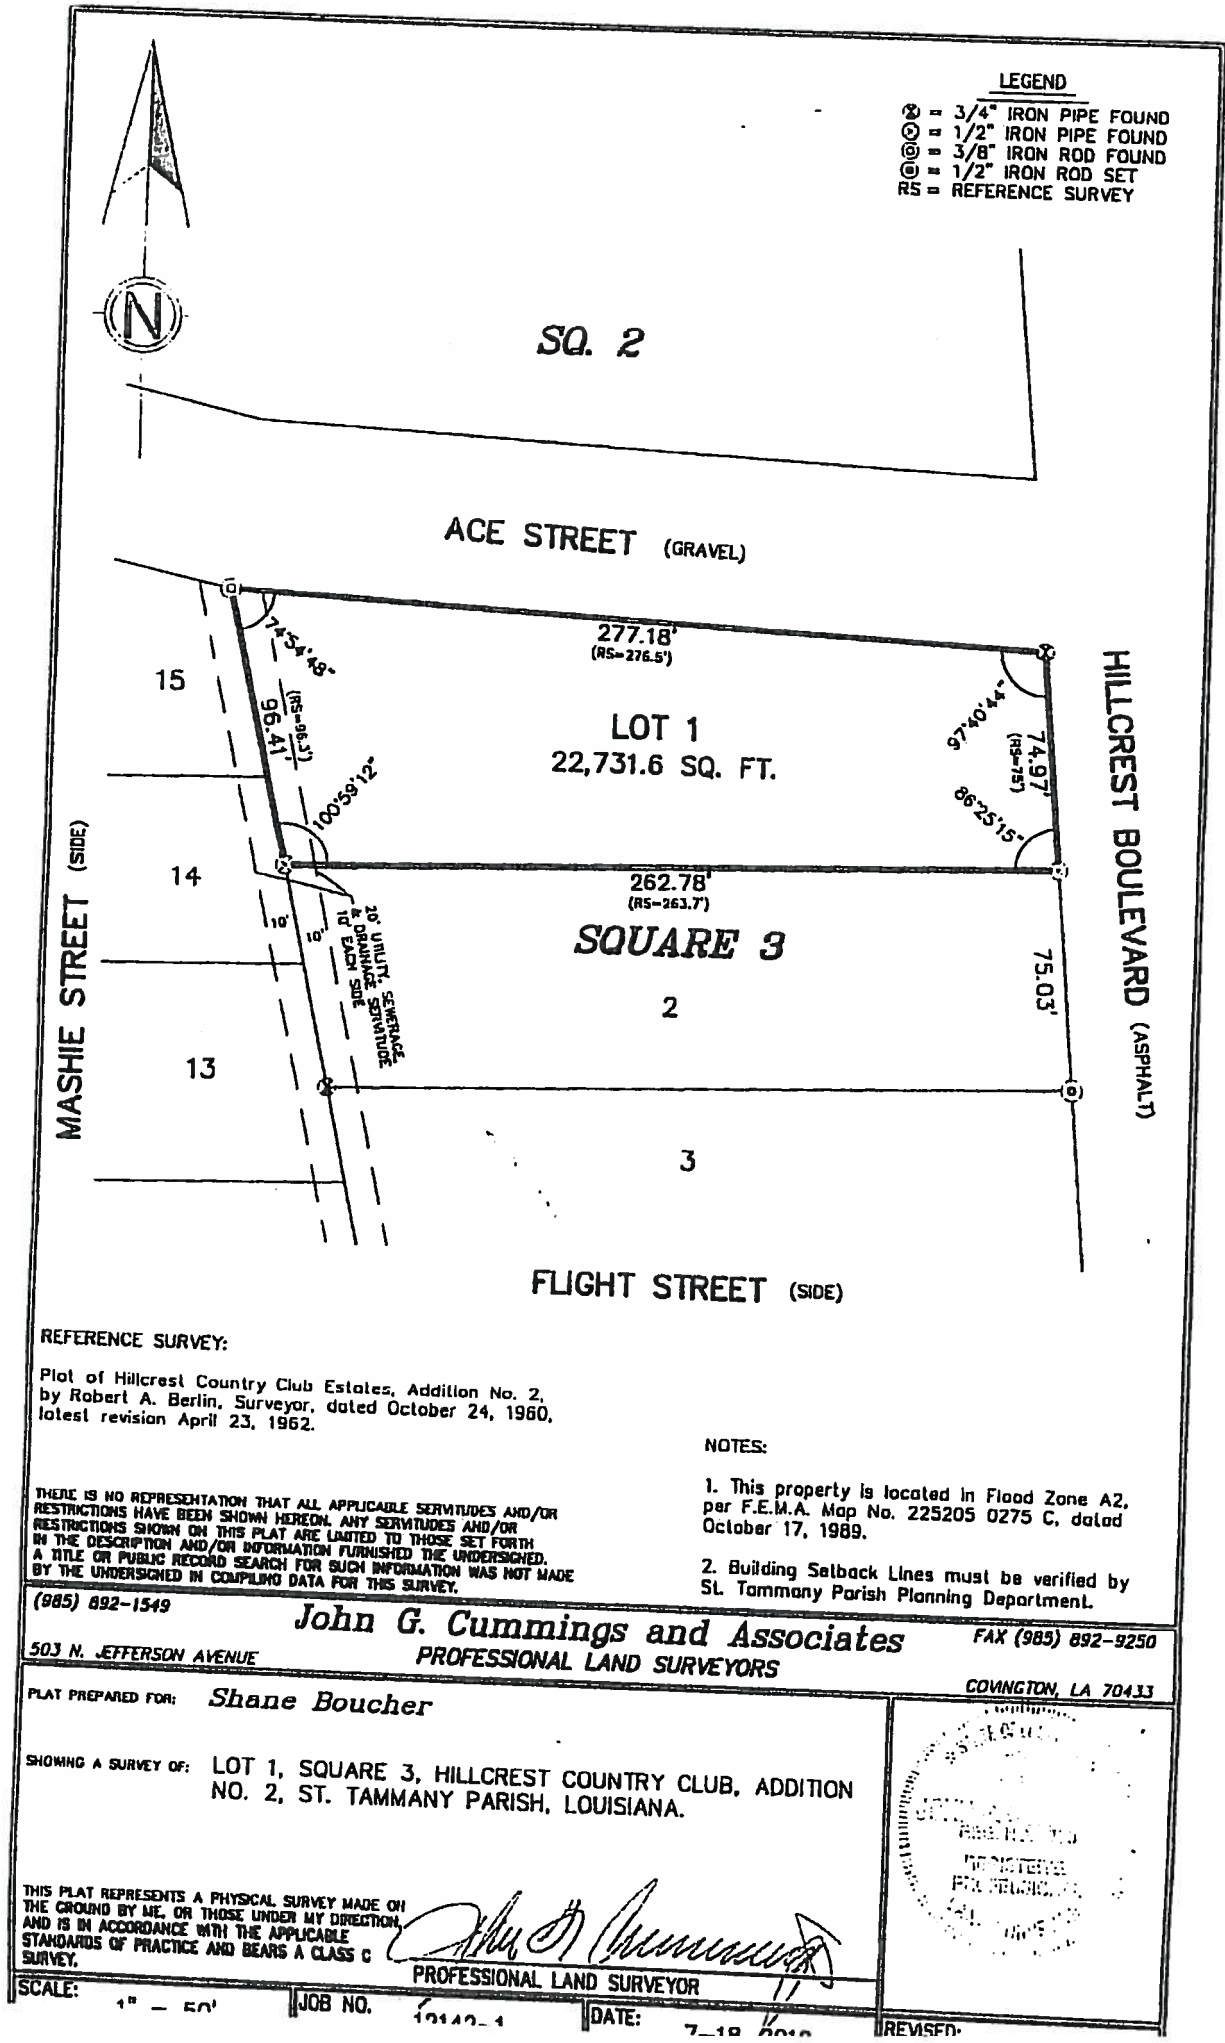 LEGEND
= 3/4" IRON PIPE FOUND
= 1/2" IRON PIPE FOUND
= 3/8" IRON ROD FOUND
= 1/2" IRON ROD SET
RS = REFERENCE SURVEY
N
SQ. 2
ACE STREET (GRAVEL)
277.18'
(RS=276.5')
74°54'48"
97°40'44"
15
(RS=96.3')
96.41'
LOT 1
22,731.6 SQ. FT.
74.97'
(RS=75')
HILLCREST BOULEVARD (ASPHALT)
100°59'12"
86°25'15"
MASHIE STREET (SIDE)
14
262.78'
(RS=263.7')
10'
10'
20' UTILITY, SEWERAGE,
& DRAINAGE SERVITUDE
10' EACH SIDE
SQUARE 3
75.03'
2
13
3
FLIGHT STREET (SIDE)
REFERENCE SURVEY:
Plat of Hillcrest Country Club Estates, Addition No. 2,
by Robert A. Berlin, Surveyor, dated October 24, 1960,
latest revision April 23, 1962.
NOTES:
1. This property is located in Flood Zone A2,
per F.E.M.A. Map No. 225205 0275 C, dated
October 17, 1989.
2. Building Setback Lines must be verified by
St. Tammany Parish Planning Department.
THERE IS NO REPRESENTATION THAT ALL APPLICABLE SERVITUDES AND/OR
RESTRICTIONS HAVE BEEN SHOWN HEREON. ANY SERVITUDES AND/OR
RESTRICTIONS SHOWN ON THIS PLAT ARE LIMITED TO THOSE SET FORTH
IN THE DESCRIPTION AND/OR INFORMATION FURNISHED THE UNDERSIGNED.
A TITLE OR PUBLIC RECORD SEARCH FOR SUCH INFORMATION WAS NOT MADE
BY THE UNDERSIGNED IN COMPILING DATA FOR THIS SURVEY.
(985) 892-1549
John G. Cummings and Associates
FAX (985) 892-9250
503 N. JEFFERSON AVENUE
PROFESSIONAL LAND SURVEYORS
COVINGTON, LA 70433
PLAT PREPARED FOR: Shane Boucher
SHOWING A SURVEY OF: LOT 1, SQUARE 3, HILLCREST COUNTRY CLUB, ADDITION
NO. 2, ST. TAMMANY PARISH, LOUISIANA.
THIS PLAT REPRESENTS A PHYSICAL SURVEY MADE ON
THE GROUND BY ME, OR THOSE UNDER MY DIRECTION,
AND IS IN ACCORDANCE WITH THE APPLICABLE
STANDARDS OF PRACTICE AND BEARS A CLASS C
SURVEY.
PROFESSIONAL LAND SURVEYOR
SCALE: 1" = 50'
JOB NO. 12142-1
DATE: 7-18
REVISED: